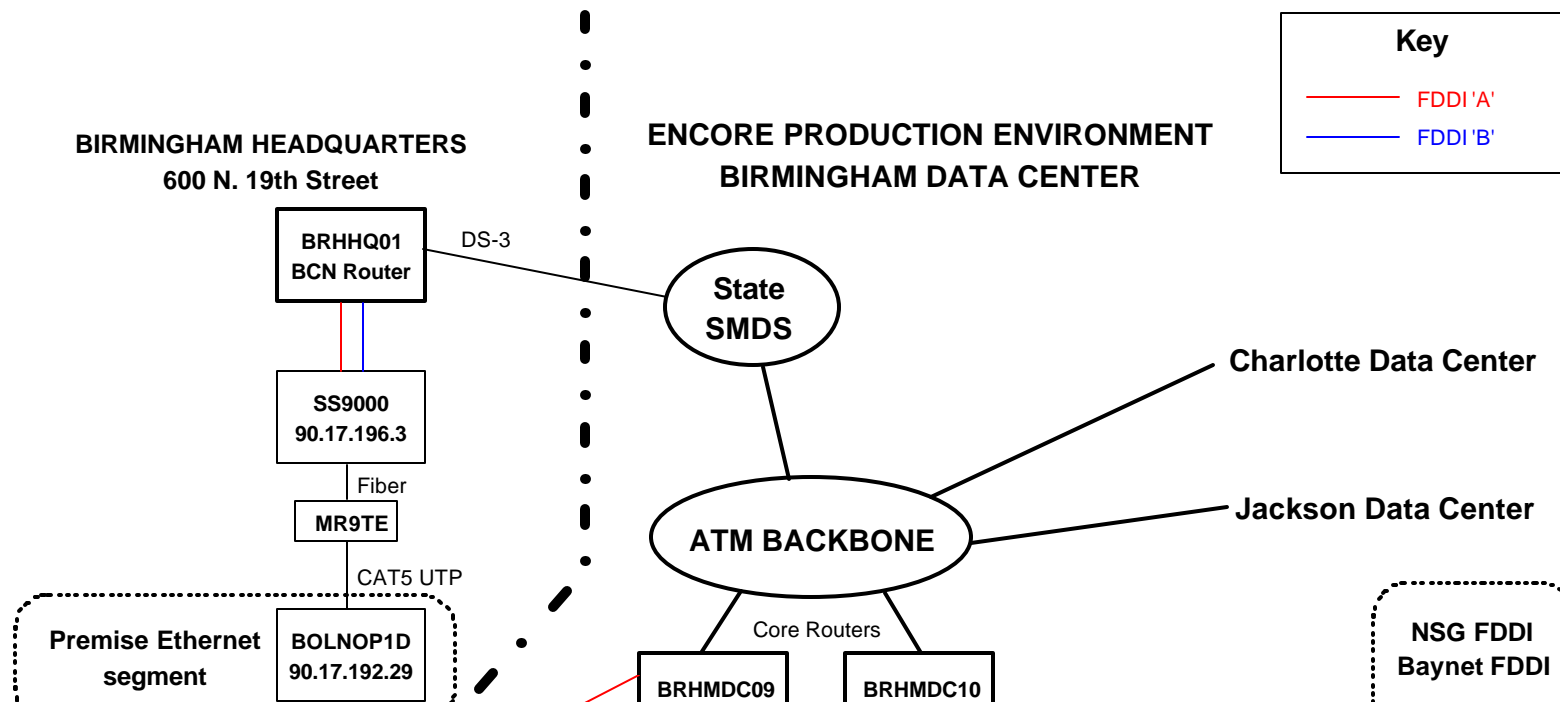 Key
FDDI 'A'
FDDI 'B'
BIRMINGHAM HEADQUARTERS
600 N. 19th Street
ENCORE PRODUCTION ENVIRONMENT
BIRMINGHAM DATA CENTER
BRHHQ01
BCN Router
DS-3
State
SMDS
SS9000
90.17.196.3
Charlotte Data Center
Fiber
MR9TE
Jackson Data Center
ATM BACKBONE
CAT5 UTP
Premise Ethernet
segment
BOLNOP1D
90.17.192.29
Core Routers
BRHMDC09
BRHMDC10
NSG FDDI
Baynet FDDI